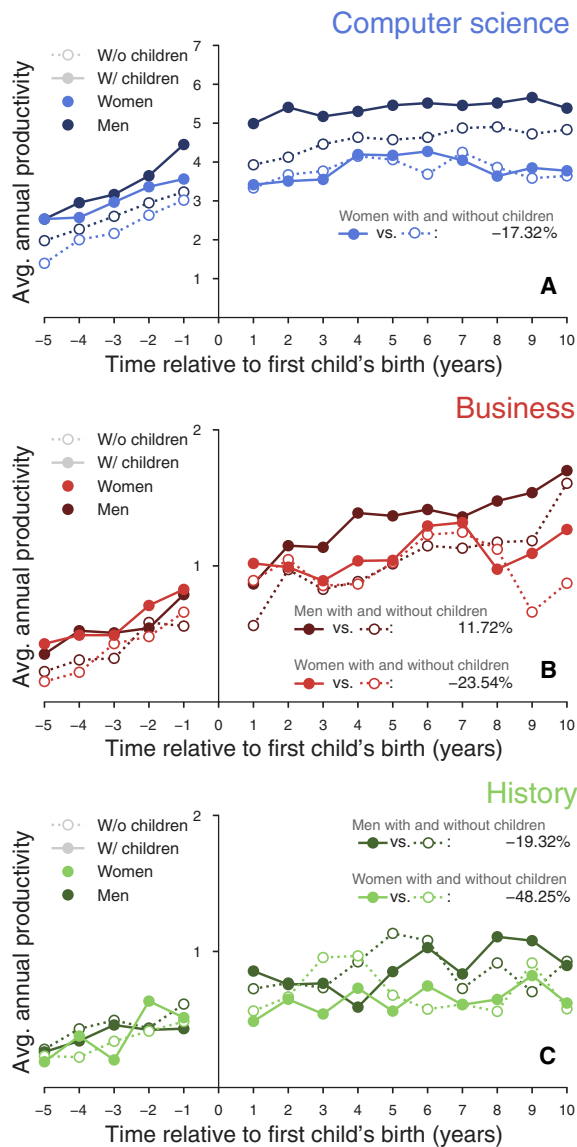 Computer science
W/o children
W/ children
Women
Men
Avg. annual productivity
7
6
5
4
3
2
1
Women with and without children
vs. : −17.32%
A
−5 −4 −3 −2 −1 0 1 2 3 4 5 6 7 8 9 10
Time relative to first child's birth (years)
Business
W/o children
W/ children
Women
Men
Avg. annual productivity
2
1
Men with and without children
vs. : 11.72%
Women with and without children
vs. : −23.54%
B
−5 −4 −3 −2 −1 0 1 2 3 4 5 6 7 8 9 10
Time relative to first child's birth (years)
History
W/o children
W/ children
Women
Men
Avg. annual productivity
2
1
Men with and without children
vs. : −19.32%
Women with and without children
vs. : −48.25%
C
−5 −4 −3 −2 −1 0 1 2 3 4 5 6 7 8 9 10
Time relative to first child's birth (years)